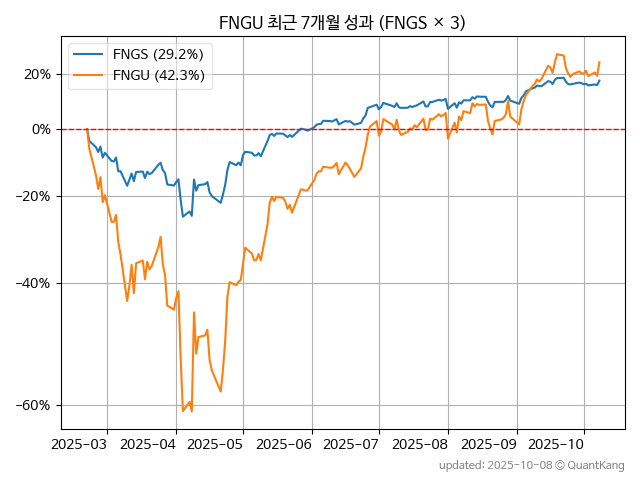 FNGU 최근 7개월 성과 (FNGS × 3)
FNGS (29.2%)
FNGU (42.3%)
20%
0%
−20%
−40%
−60%
2025-03 2025-04 2025-05 2025-06 2025-07 2025-08 2025-09 2025-10
updated: 2025-10-08 © QuantKang